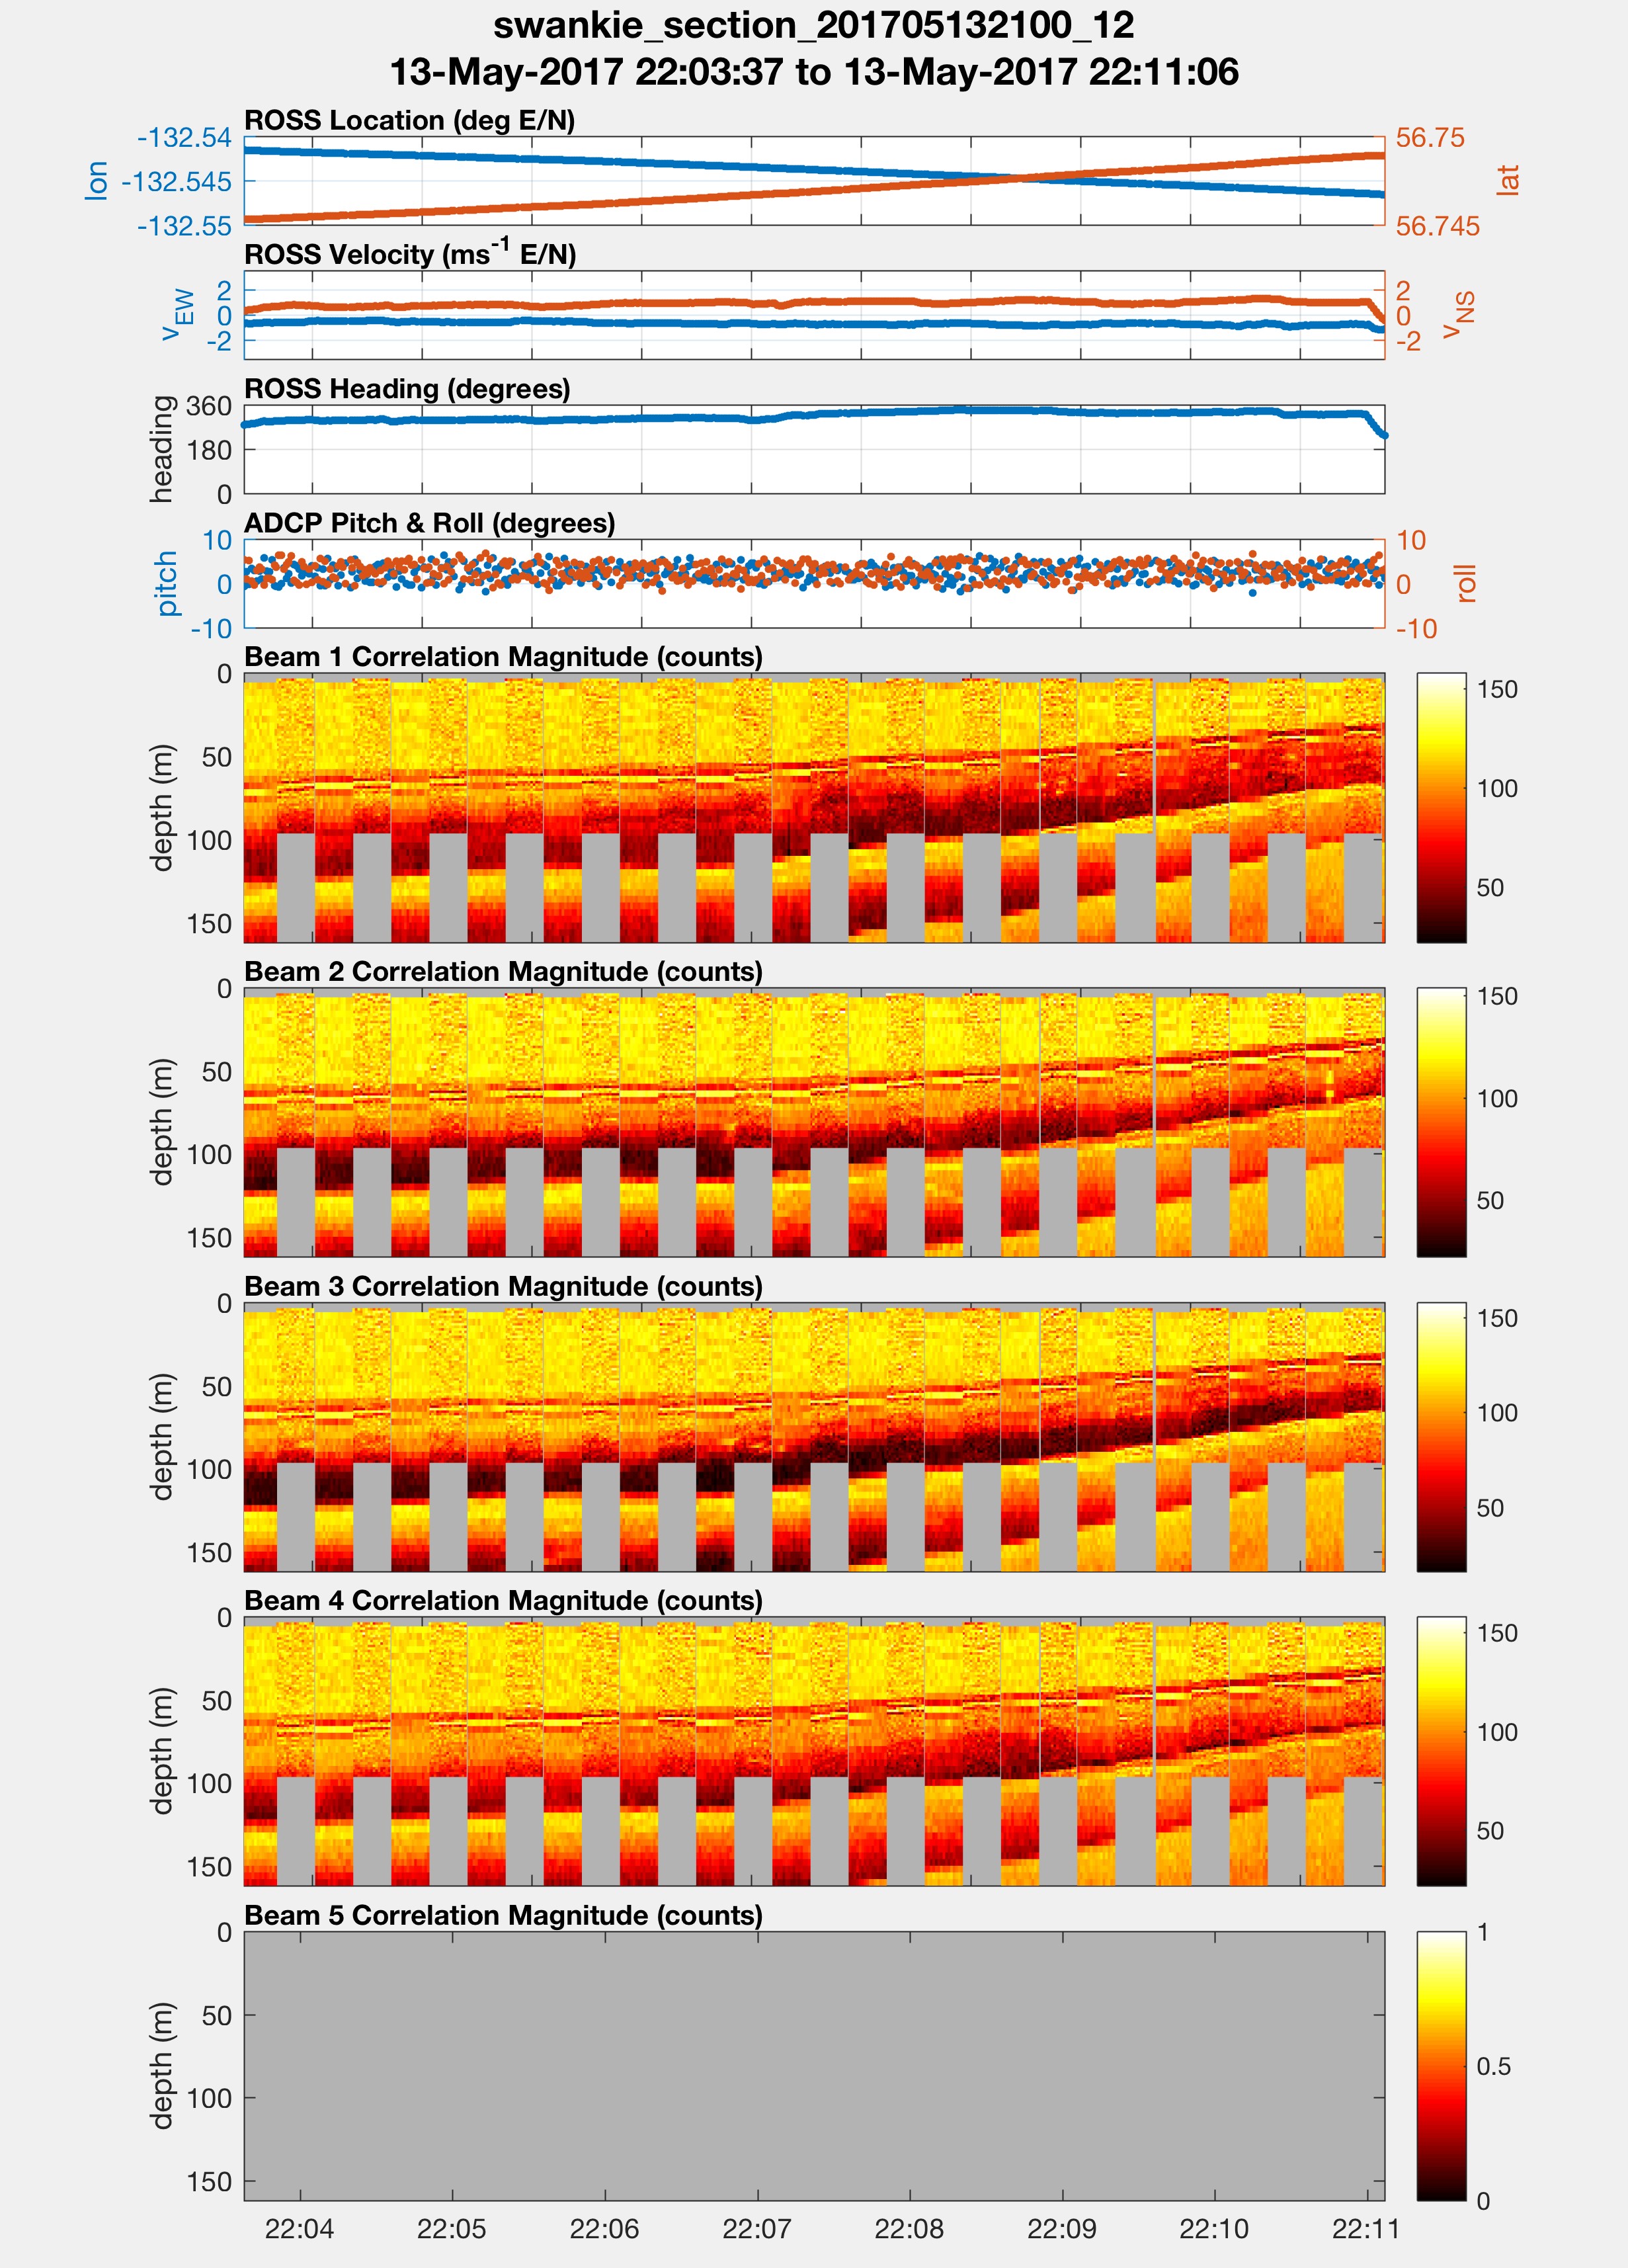 swankie_section_201705132100_12
13-May-2017 22:03:37 to 13-May-2017 22:11:06
ROSS Location (deg E/N)
-132.54
-132.545
-132.55
lon
56.75
56.745
lat
ROSS Velocity (ms-1 E/N)
2
0
-2
vEW
2
0
-2
vNS
ROSS Heading (degrees)
360
180
0
heading
ADCP Pitch & Roll (degrees)
10
0
-10
pitch
10
0
-10
roll
Beam 1 Correlation Magnitude (counts)
0
50
100
150
depth (m)
150
100
50
Beam 2 Correlation Magnitude (counts)
0
50
100
150
depth (m)
150
100
50
Beam 3 Correlation Magnitude (counts)
0
50
100
150
depth (m)
150
100
50
Beam 4 Correlation Magnitude (counts)
0
50
100
150
depth (m)
150
100
50
Beam 5 Correlation Magnitude (counts)
0
50
100
150
depth (m)
1
0.5
0
22:04 22:05 22:06 22:07 22:08 22:09 22:10 22:11